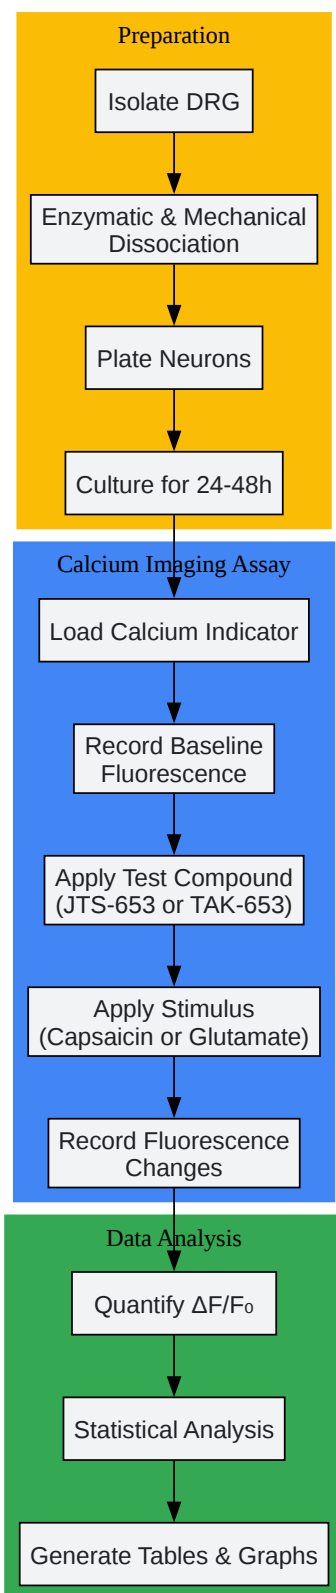 Preparation
Isolate DRG
Enzymatic & Mechanical
Dissociation
Plate Neurons
Culture for 24-48h
Calcium Imaging Assay
Load Calcium Indicator
Record Baseline
Fluorescence
Apply Test Compound
(JTS-653 or TAK-653)
Apply Stimulus
(Capsaicin or Glutamate)
Record Fluorescence
Changes
Data Analysis
Quantify ΔF/F₀
Statistical Analysis
Generate Tables & Graphs